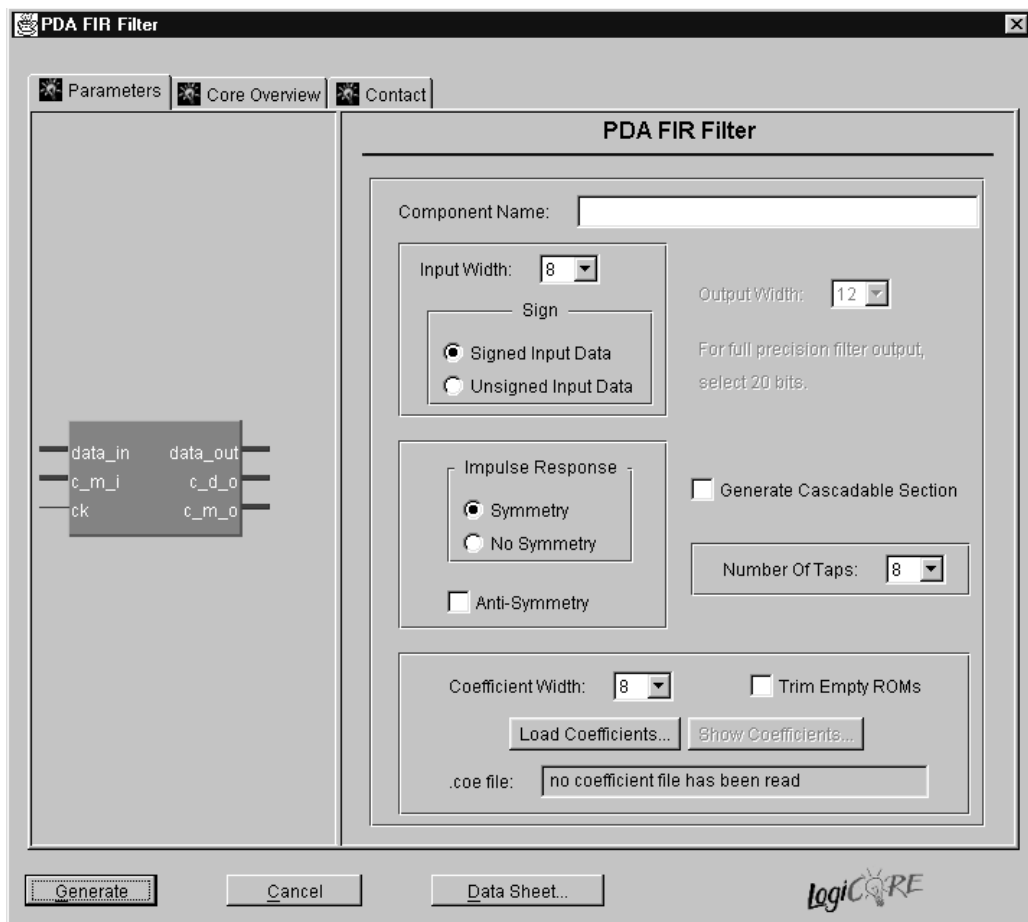 PDA FIR Filter
Parameters
Core Overview
Contact
PDA FIR Filter
Component Name:
Input Width: 8
Output Width: 12
Sign
Signed Input Data
For full precision filter output,
Unsigned Input Data
select 20 bits.
data_in data_out
c_m_i c_d_o
ck c_m_o
Impulse Response
Symmetry
No Symmetry
Anti-Symmetry
Generate Cascadable Section
Number Of Taps: 8
Coefficient Width: 8
Trim Empty ROMs
Load Coefficients...
Show Coefficients...
.coe file: no coefficient file has been read
Generate
Cancel
Data Sheet...
LogiCORE